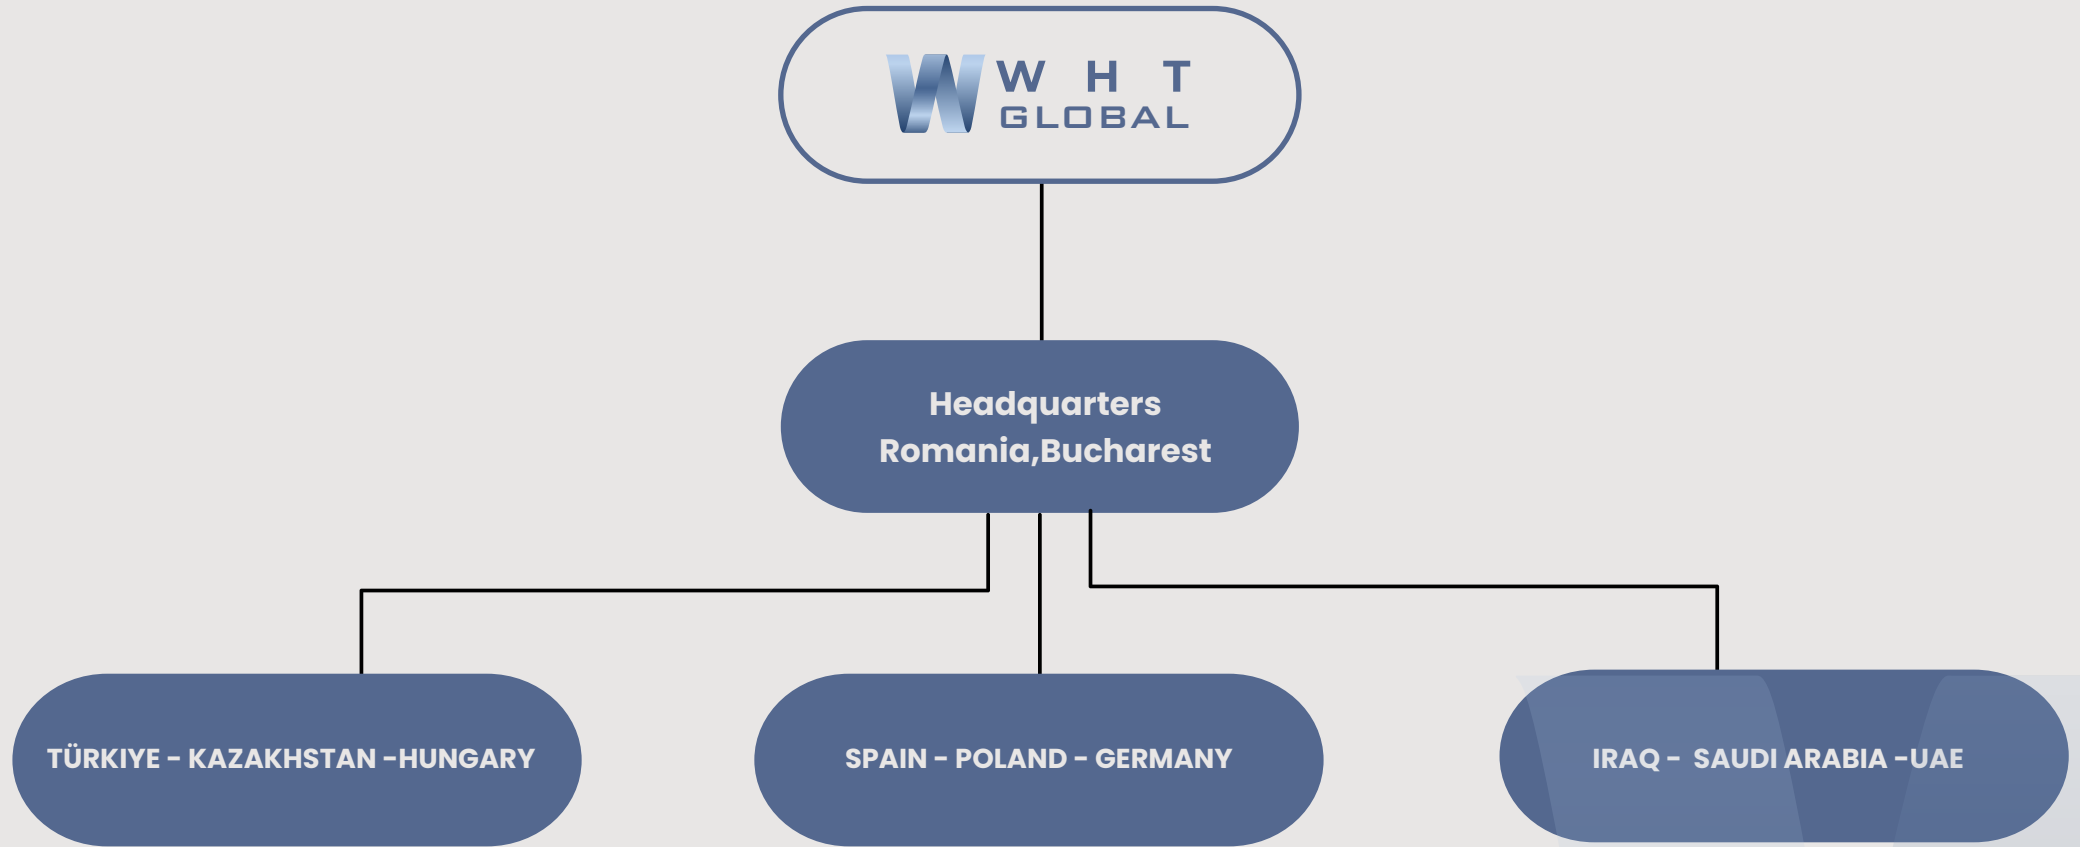 W H T
GLOBAL
Headquarters
Romania,Bucharest
TÜRKIYE - KAZAKHSTAN -HUNGARY
SPAIN - POLAND - GERMANY
IRAQ -  SAUDI ARABIA -UAE